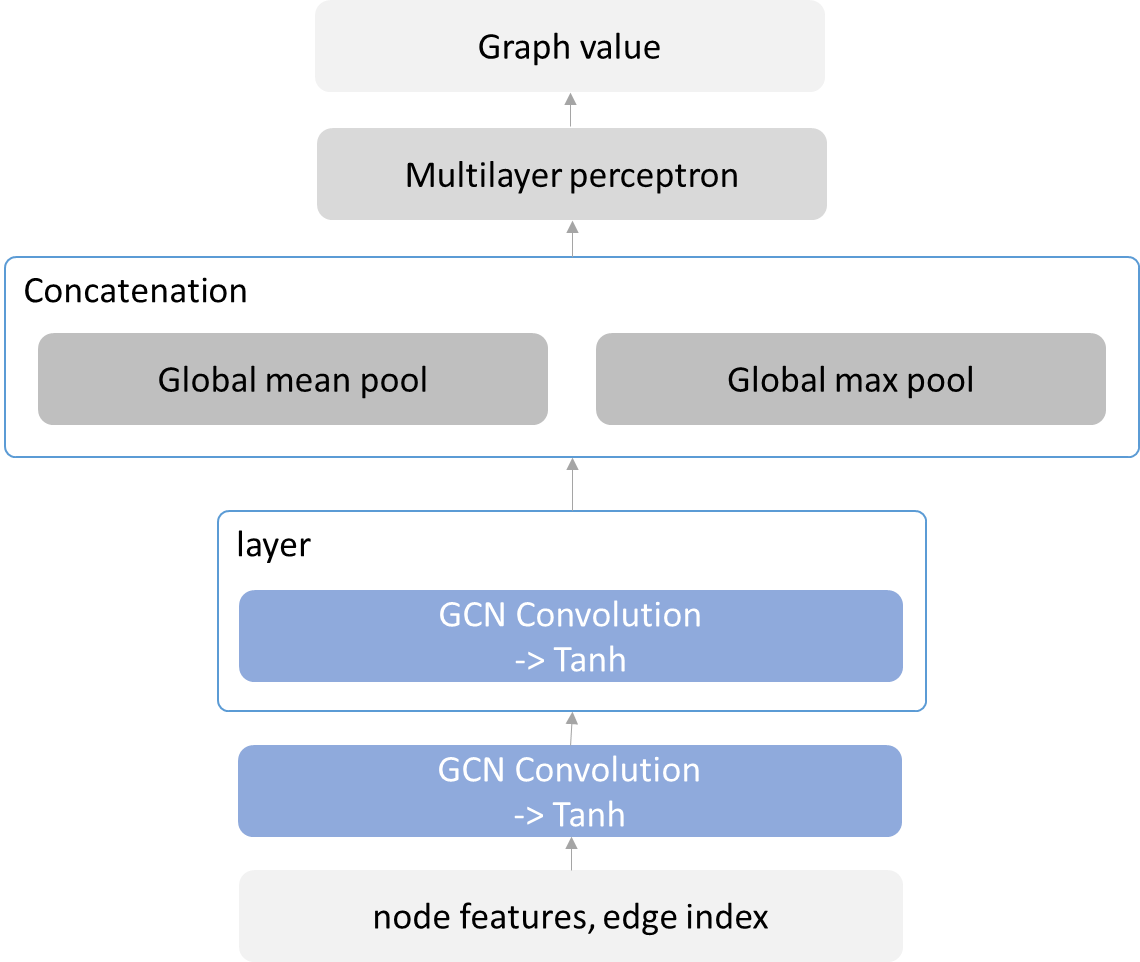 Graph value
Multilayer perceptron
Concatenation
Global mean pool
Global max pool
layer
GCN Convolution
-> Tanh
GCN Convolution
-> Tanh
node features, edge index